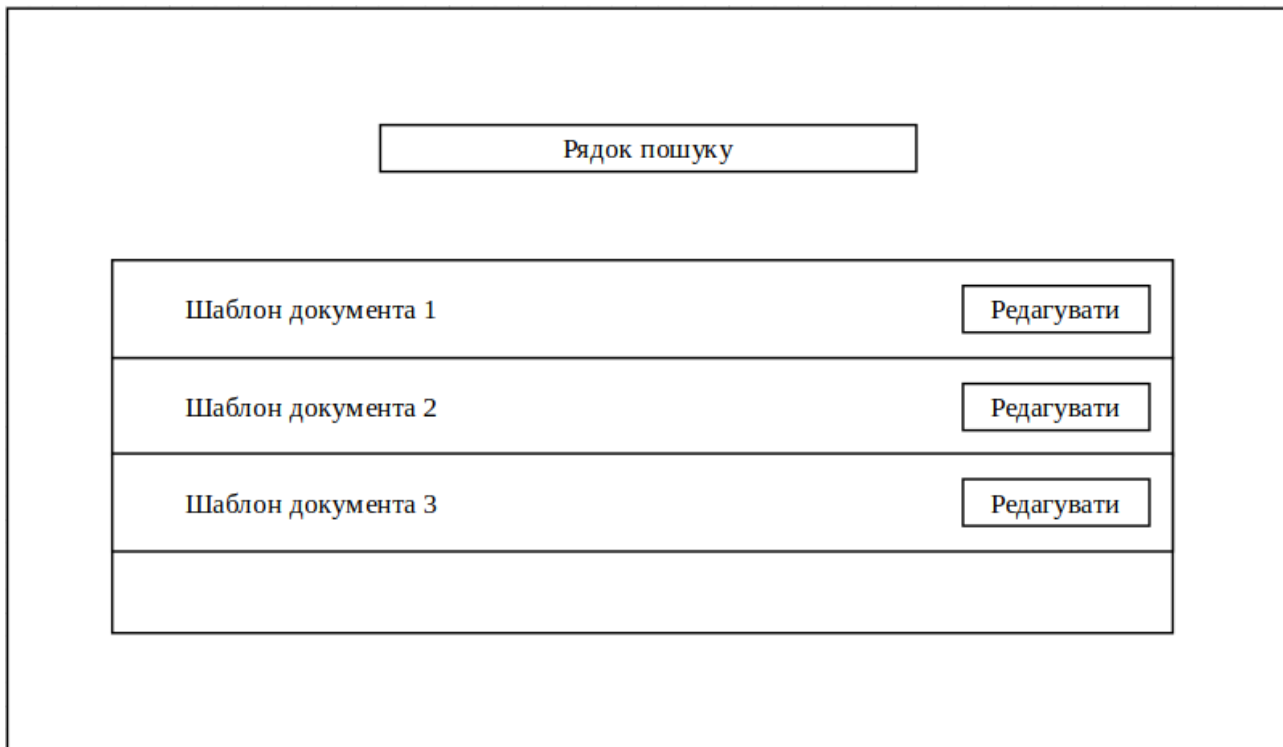 Рядок пошуку
Шаблон документа 1
Редагувати
Шаблон документа 2
Редагувати
Шаблон документа 3
Редагувати